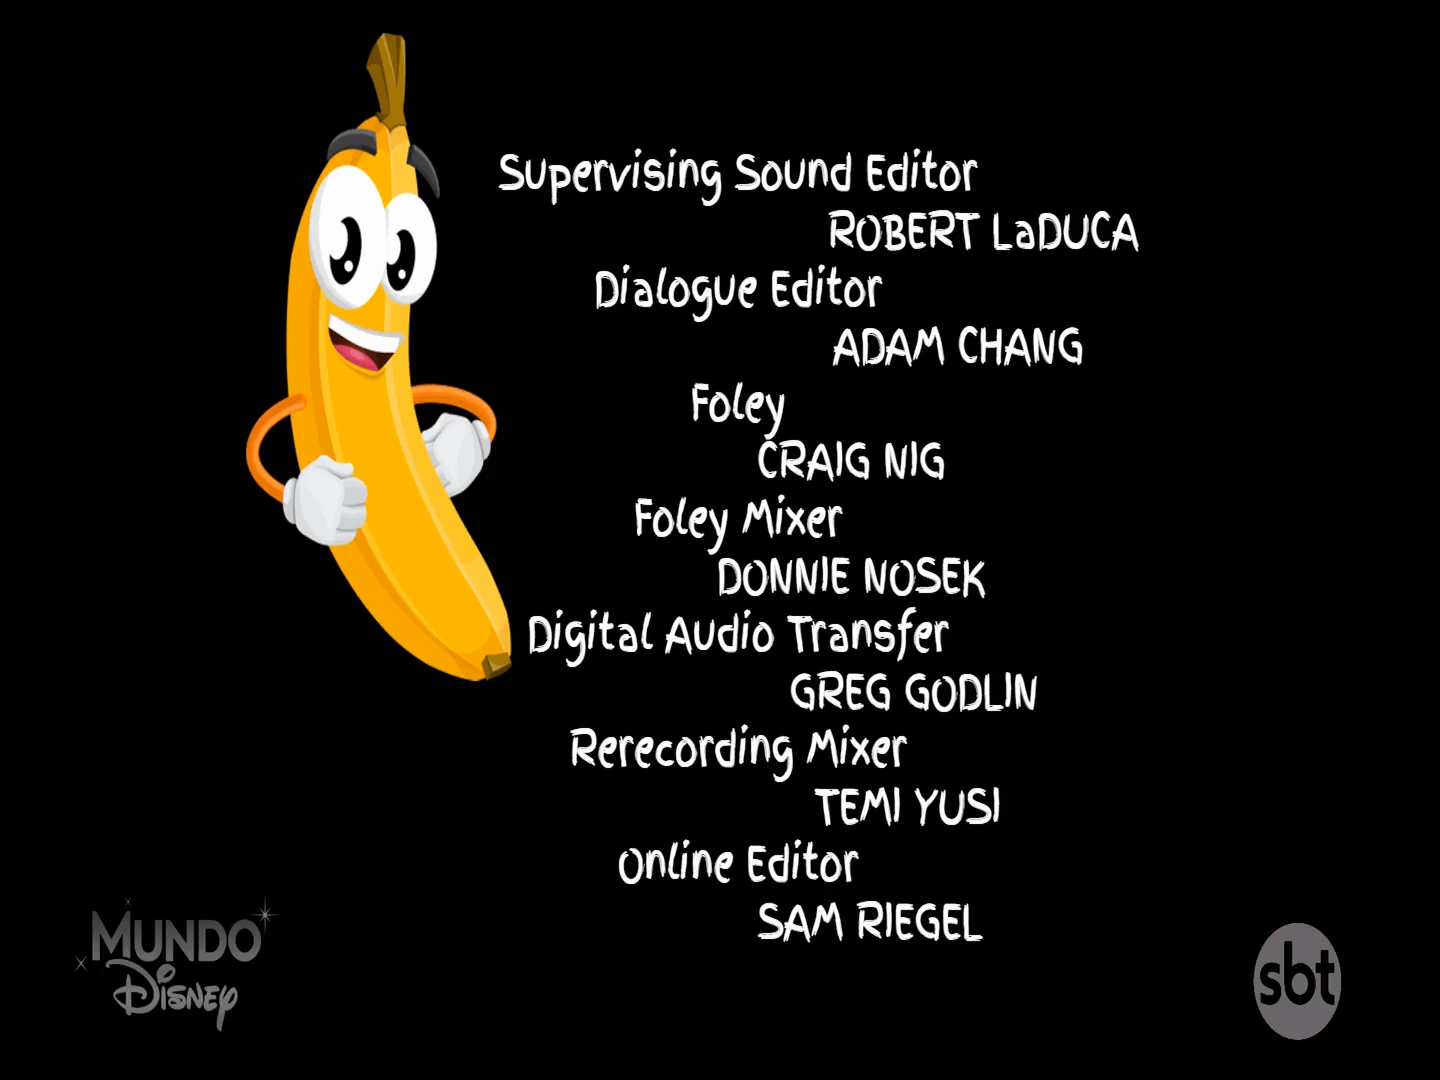 Supervising Sound Editor
ROBERT LaDUCA
Dialogue Editor
ADAM CHANG
Foley
CRAIG NIG
Foley Mixer
DONNIE NOSEK
Digital Audio Transfer
GREG GODLIN
Rerecording Mixer
TEMI YUSI
Online Editor
SAM RIEGEL
MUNDO
DISNEY
sbt